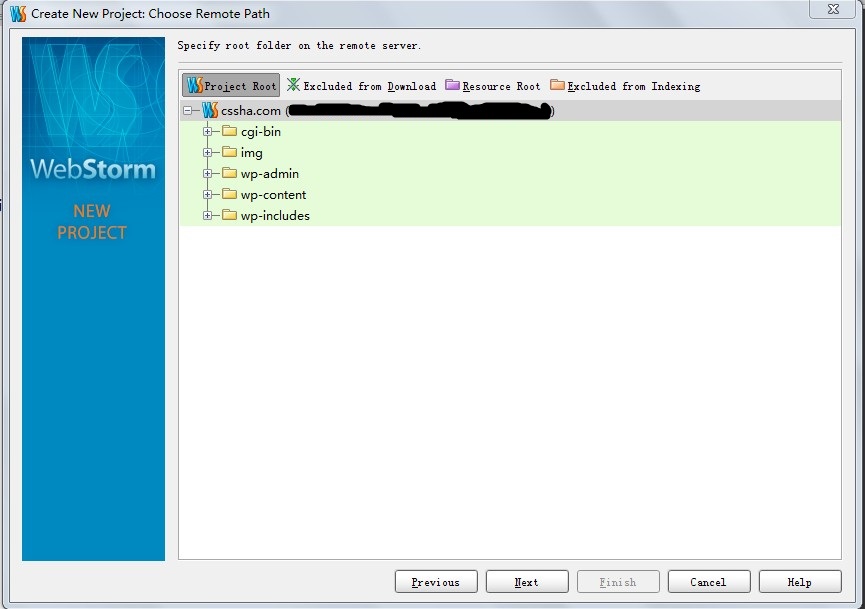 Create New Project: Choose Remote Path
Specify root folder on the remote server.
Project Root Excluded from Download Resource Root Excluded from Indexing
cssha.com ( )
cgi-bin
img
wp-admin
wp-content
wp-includes
WebStorm
NEW
PROJECT
Previous Next Finish Cancel Help